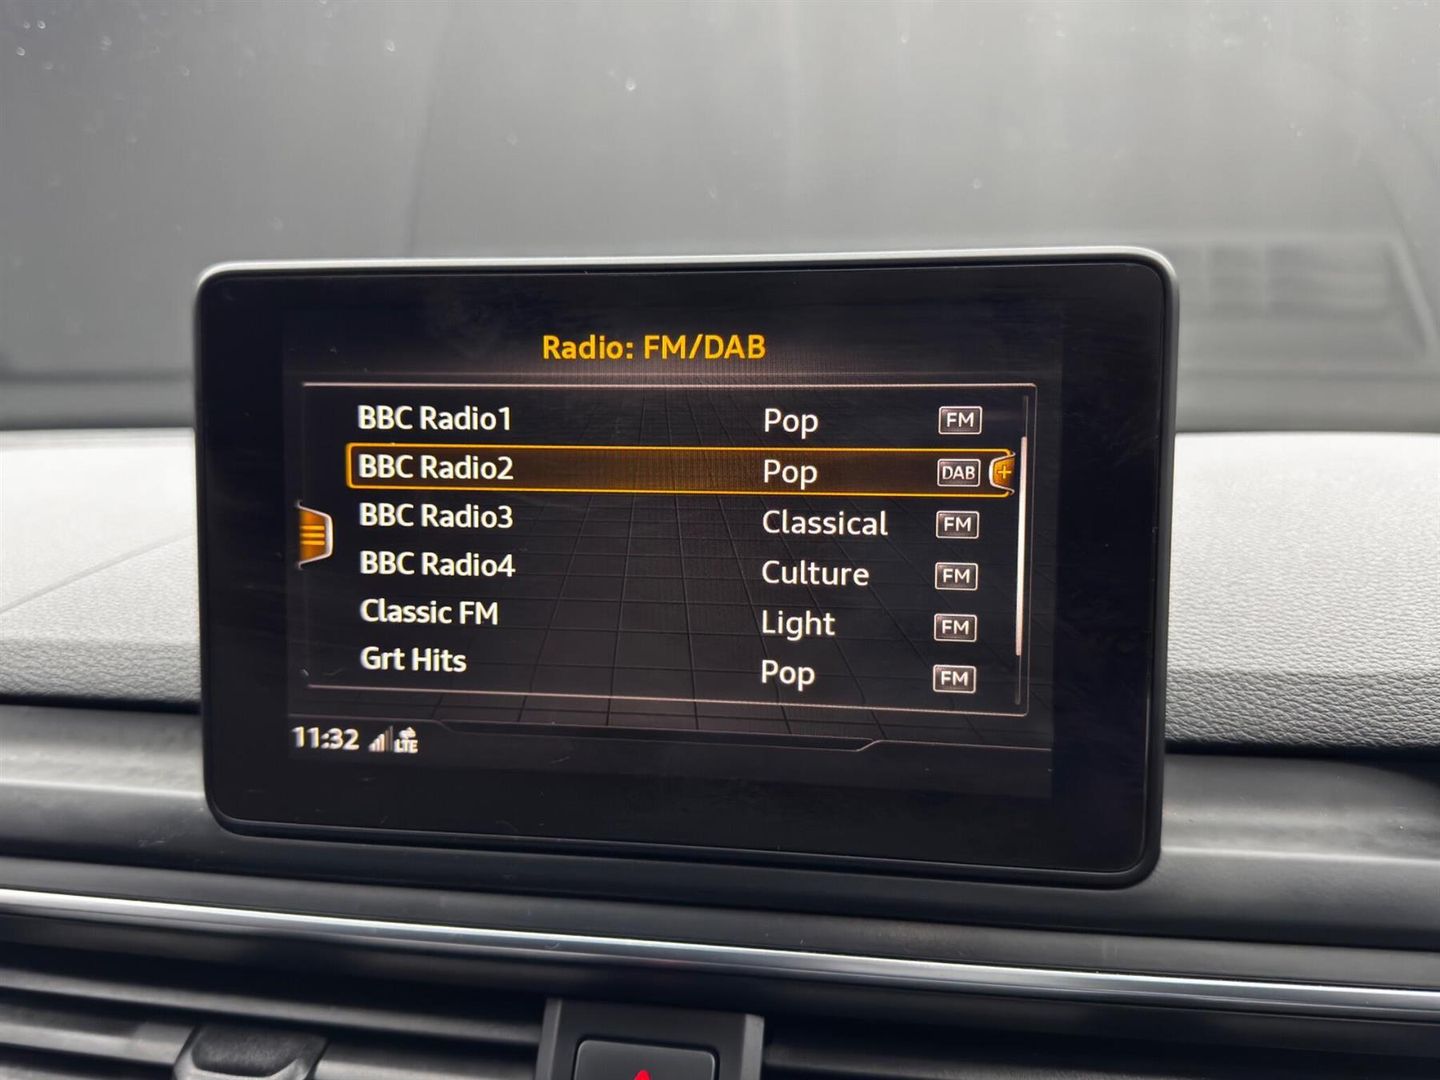 Radio: FM/DAB
BBC Radio1 Pop FM
BBC Radio2 Pop DAB +
BBC Radio3 Classical FM
BBC Radio4 Culture FM
Classic FM Light FM
Grt Hits Pop FM
11:32 LTE